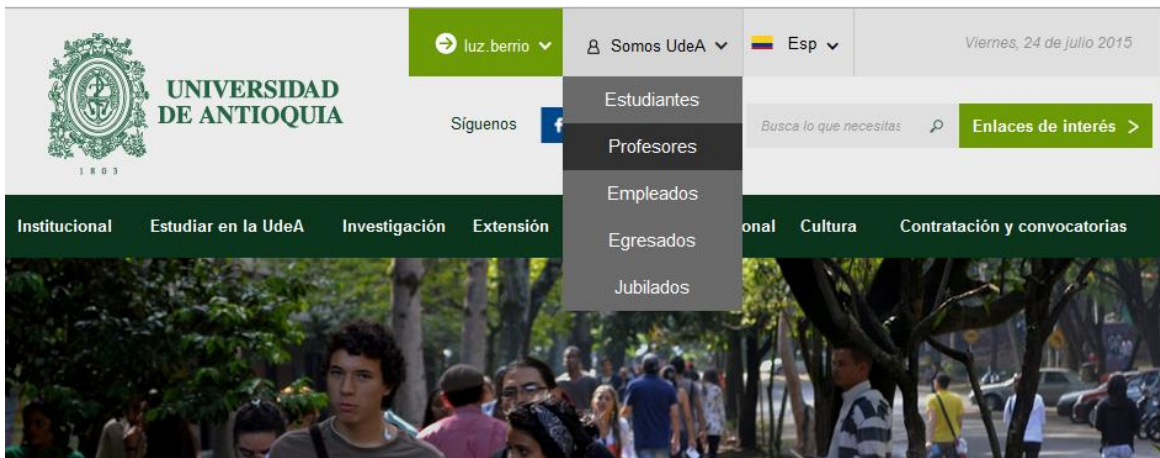 luz.berrio
Somos UdeA
Esp
Viernes, 24 de julio 2015
UNIVERSIDAD
DE ANTIOQUIA
1803
Síguenos
f
Busca lo que necesitas
Enlaces de interés >
Estudiantes
Profesores
Empleados
Egresados
Jubilados
Institucional
Estudiar en la UdeA
Investigación
Extensión
onal
Cultura
Contratación y convocatorias